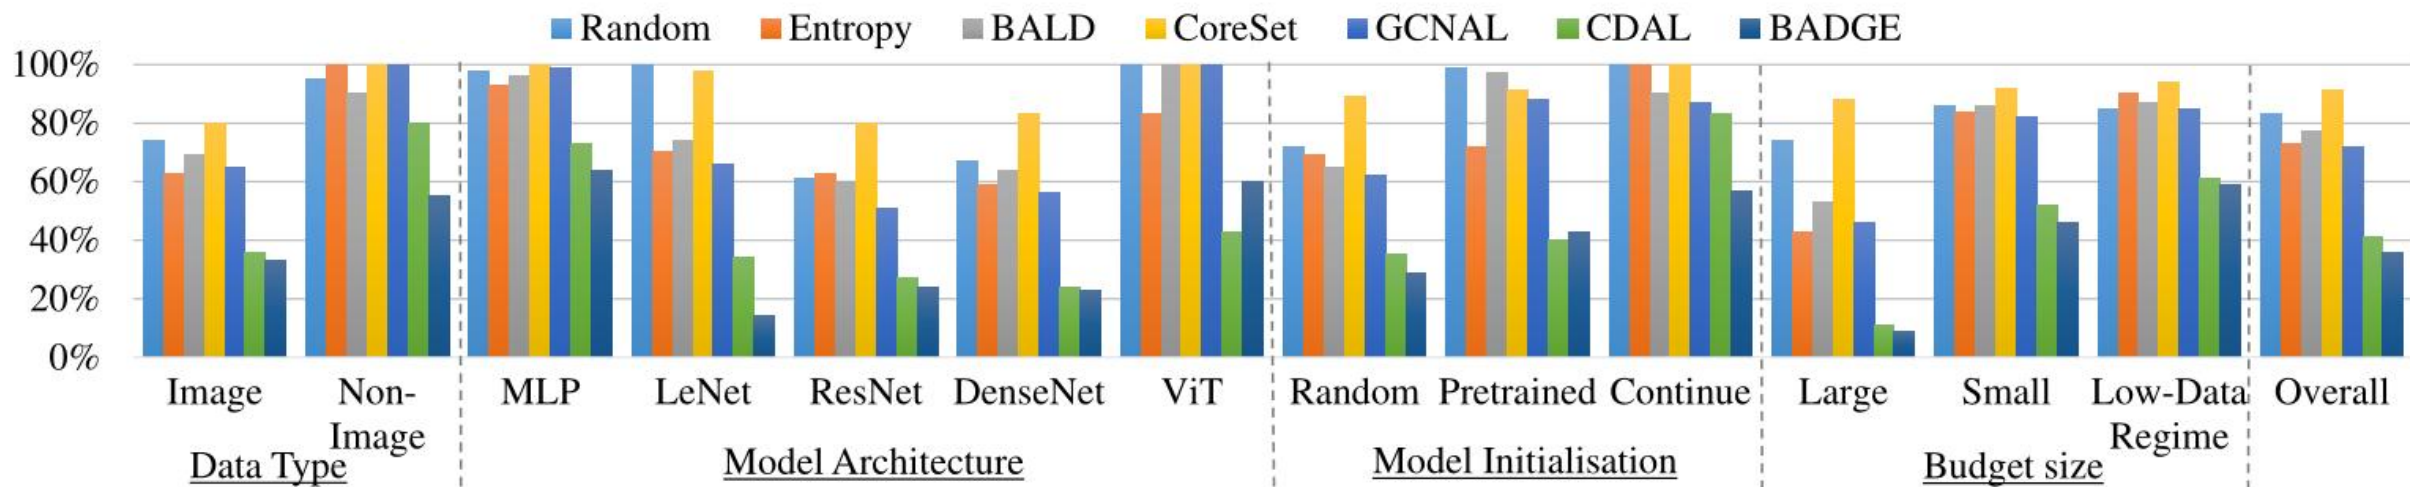 Random Entropy BALD CoreSet GCNAL CDAL BADGE
100%
80%
60%
40%
20%
0%
Image Non- MLP LeNet ResNet DenseNet ViT Random Pretrained Continue Large Small Low-Data Overall
Image Regime
Data Type Model Architecture Model Initialisation Budget size